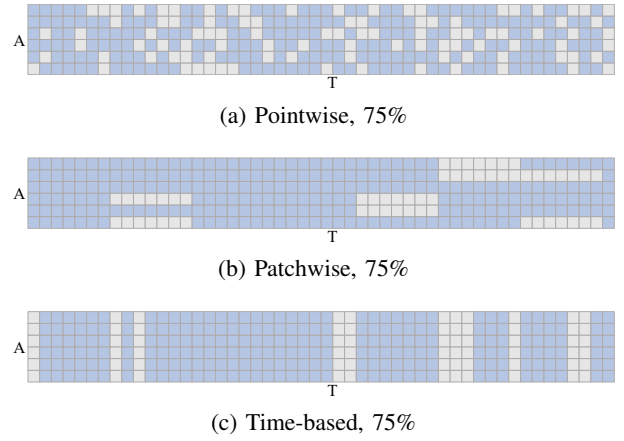 A
T
(a) Pointwise, 75%
A
T
(b) Patchwise, 75%
A
T
(c) Time-based, 75%